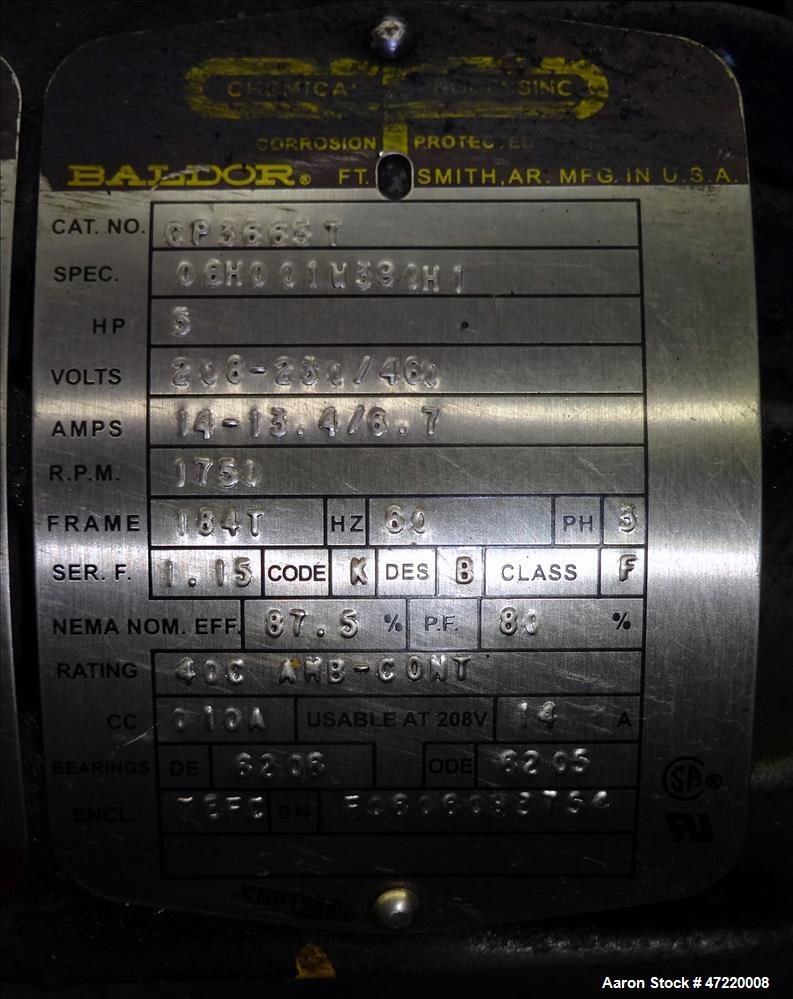 CHEMICAL PROCESSING
CORROSION PROTECTED
BALDOR® FT. SMITH, AR. MFG. IN U.S.A.
CAT. NO. CP3665T
SPEC. 06H001W380H1
HP 5
VOLTS 208-230/460
AMPS 14-13.4/6.7
R.P.M. 1750
FRAME 184T HZ 60 PH 3
SER. F. 1.15 CODE K DES B CLASS F
NEMA NOM. EFF. 87.5 % P.F. 80 %
RATING 40C AMB-CONT
CC 010A USABLE AT 208V 14 A
BEARINGS DE 6206 ODE 6205
ENCL. TEFC SN
SA®
Aaron Stock # 47220008